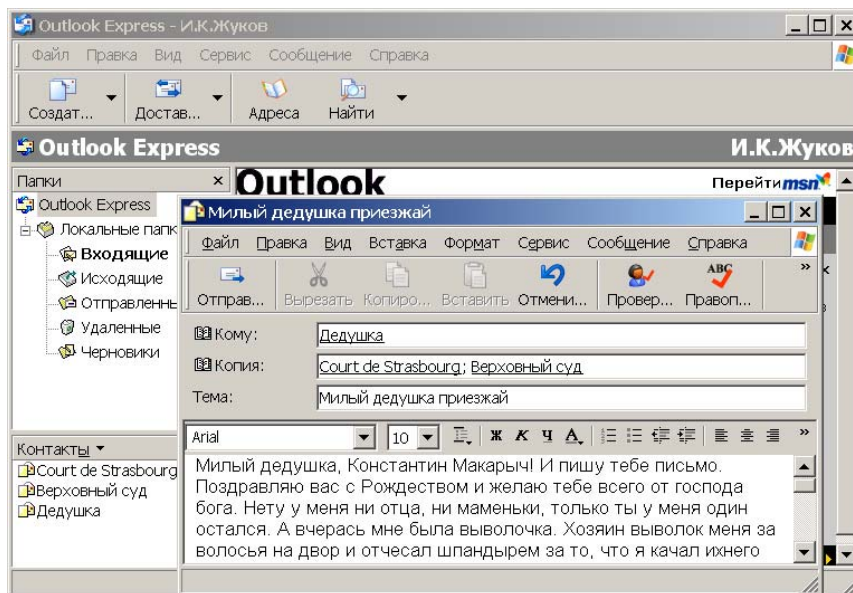 Outlook Express - И.К.Жуков
Файл Правка Вид Сервис Сообщение Справка
Создат... Достав... Адреса Найти
Outlook Expr
И.К.Жуков
Папки
Outlook
Перейти msn
Outlook Express
Локальные папк
Входящие
Исходящие
Отправленнь
Удаленные
Черновики
Контакты
Court de Strasbourg
Верховный суд
Дедушка
Милый дедушка приезжай
Файл Правка Вид Вставка Формат Сервис Сообщение Справка
Отправ... Вырезать Копиро... Вставить Отмени... Провер... Правоп...
Кому: Дедушка
Копия: Court de Strasbourg; Верховный суд
Тема: Милый дедушка приезжай
Arial 10 Ж К Ч А
Милый дедушка, Константин Макарыч! И пишу тебе письмо.
Поздравляю вас с Рождеством и желаю тебе всего от господа
бога. Нету у меня ни отца, ни маменьки, только ты у меня один
остался. А вчерась мне была выволочка. Хозяин выволок меня за
волосья на двор и отчесал шпандырем за то, что я качал ихнего